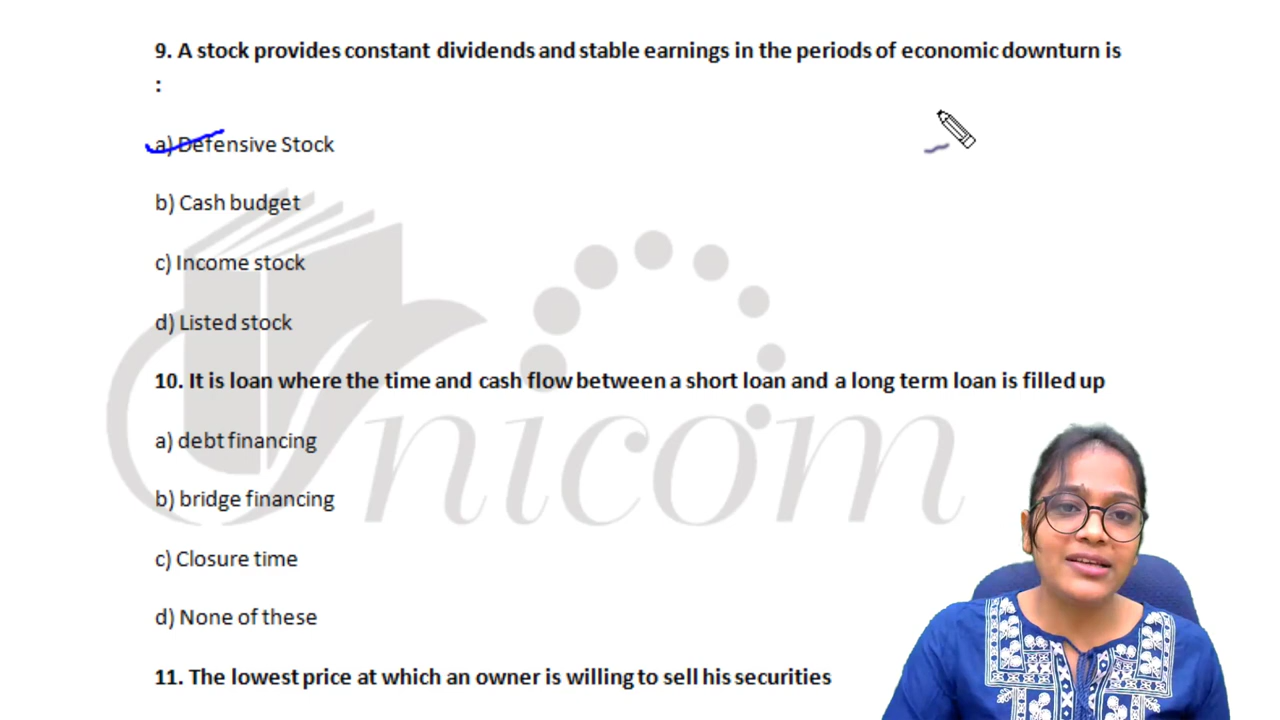 9. A stock provides constant dividends and stable earnings in the periods of economic downturn is
:
a) Defensive Stock
b) Cash budget
c) Income stock
d) Listed stock
10. It is loan where the time and cash flow between a short loan and a long term loan is filled up
a) debt financing
b) bridge financing
c) Closure time
d) None of these
11. The lowest price at which an owner is willing to sell his securities
Unicom